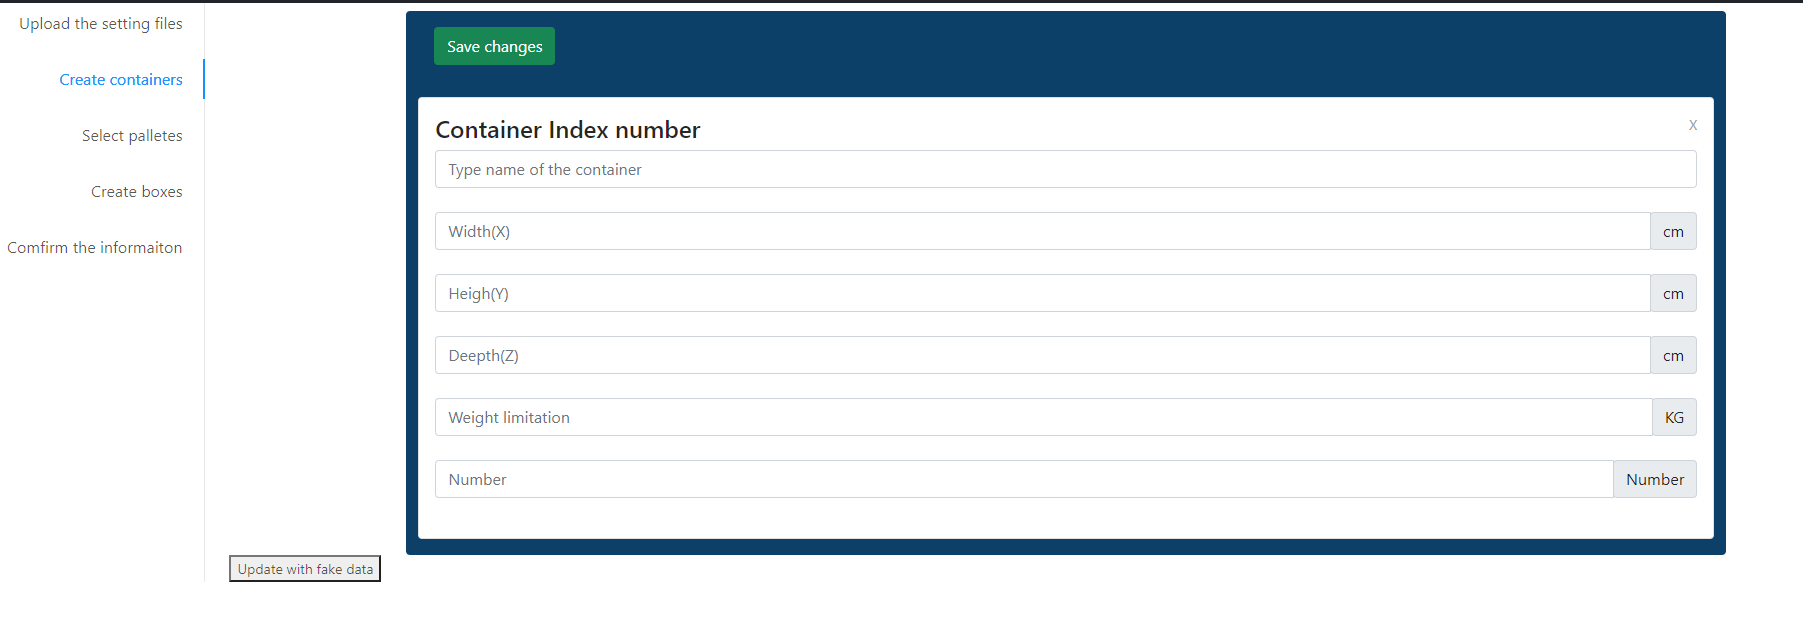 Upload the setting files
Create containers
Select palletes
Create boxes
Comfirm the informaiton
Save changes
Container Index number
X
Type name of the container
Width(X)
cm
Heigh(Y)
cm
Deepth(Z)
cm
Weight limitation
KG
Number
Number
Update with fake data